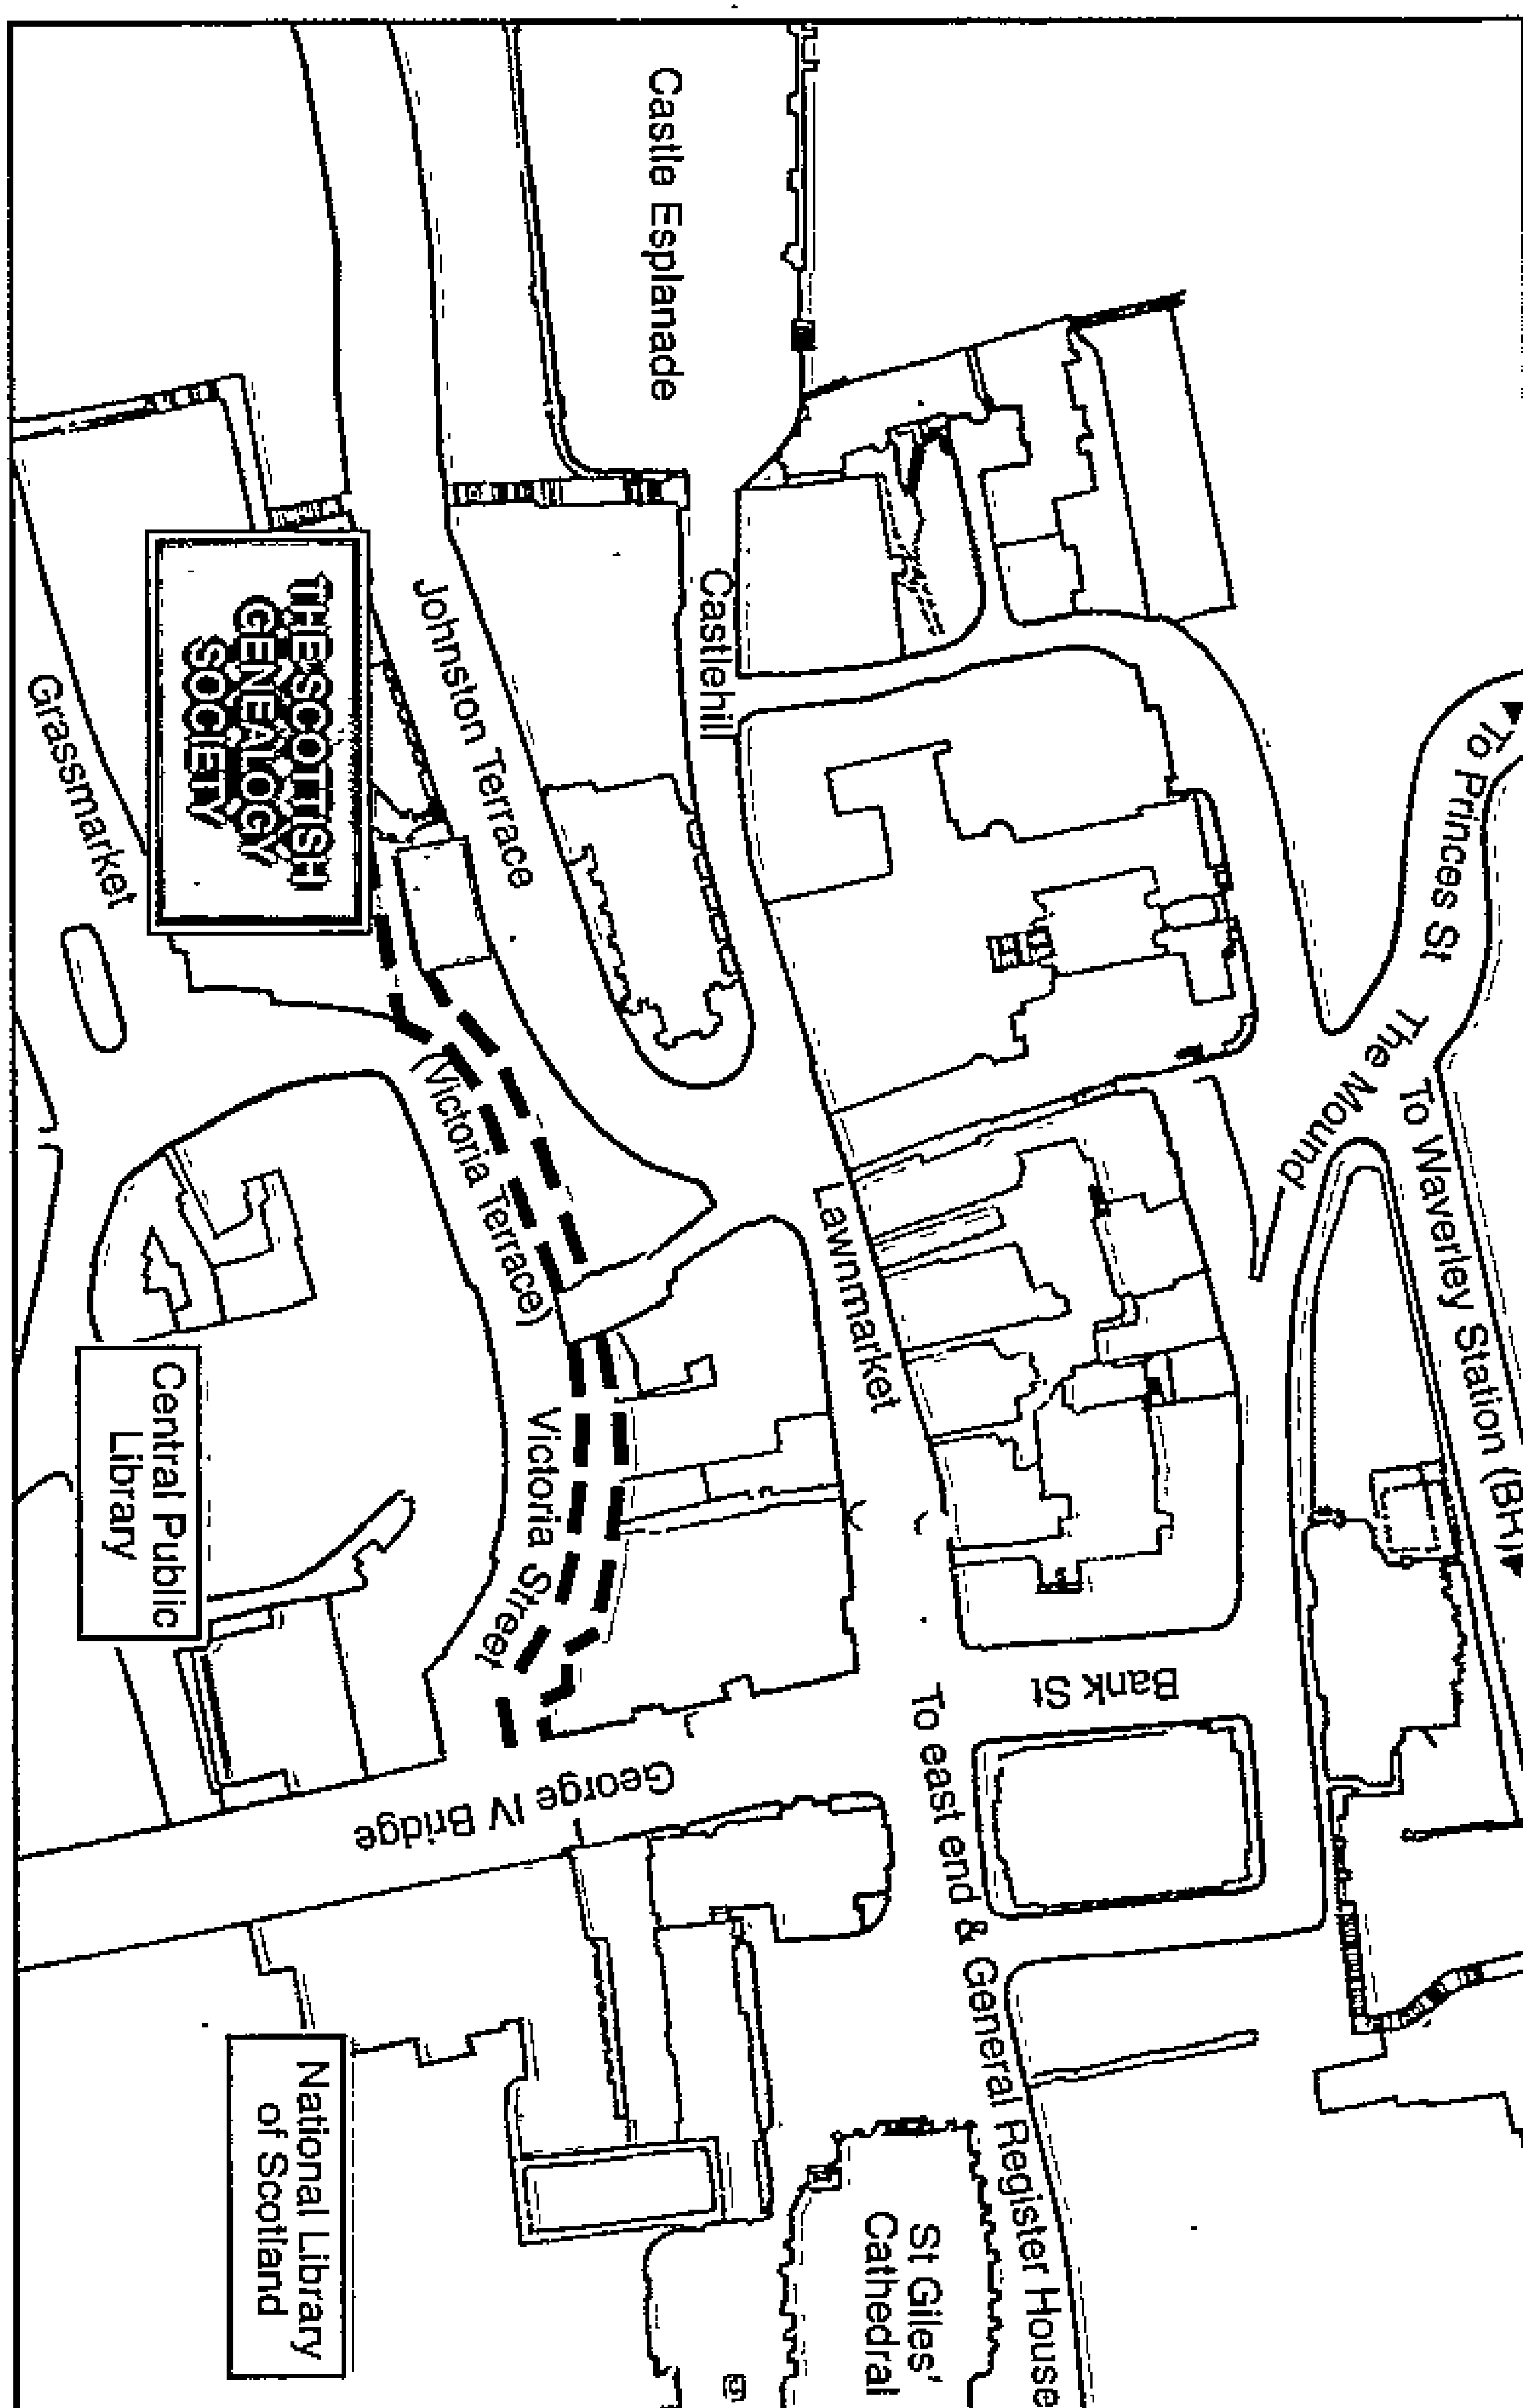 To Princes St
To Waverley Station (BR)
The Mound
Castle Esplanade
Castlehill
Lawnmarket
Bank St
To east end & General Register House
St Giles'
Cathedral
Johnston Terrace
(Victoria Terrace)
Victoria Street
George IV Bridge
THE SCOTTISH
GENEALOGY
SOCIETY
Grassmarket
Central Public
Library
National Library
of Scotland